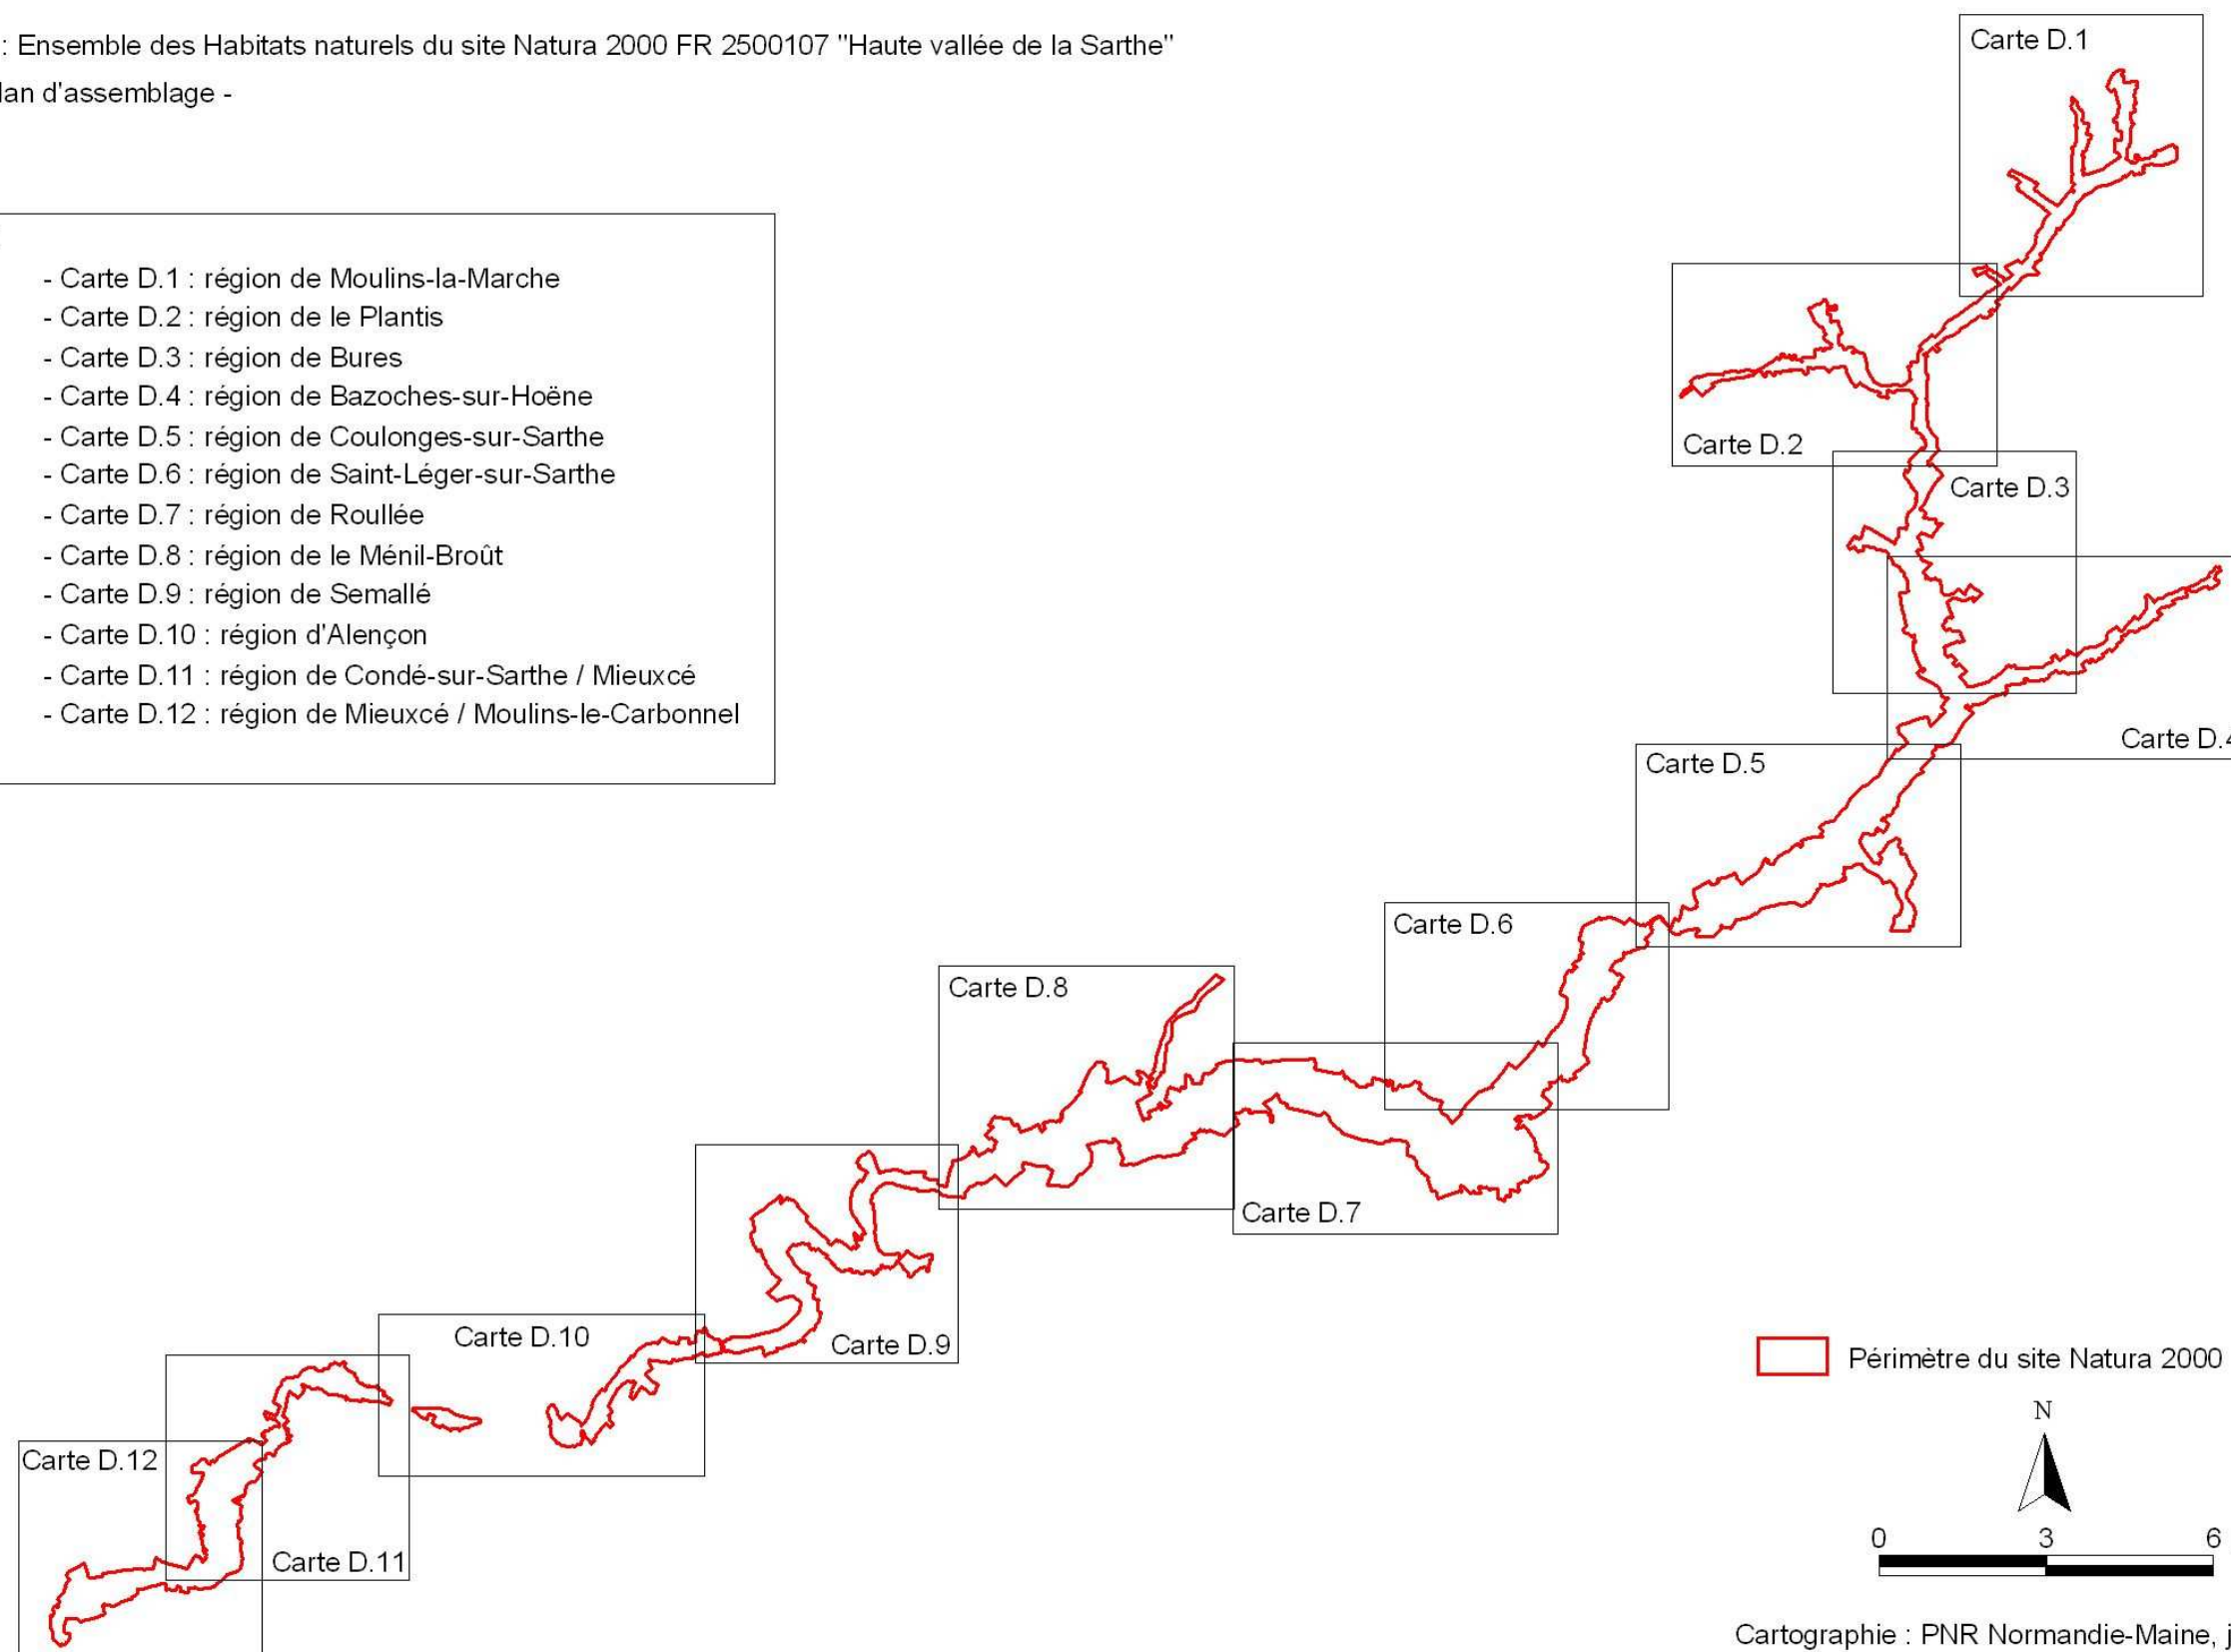 : Ensemble des Habitats naturels du site Natura 2000 FR 2500107 "Haute vallée de la Sarthe"
lan d'assemblage -
- Carte D.1 : région de Moulins-la-Marche
- Carte D.2 : région de le Plantis
- Carte D.3 : région de Bures
- Carte D.4 : région de Bazoches-sur-Hoëne
- Carte D.5 : région de Coulonges-sur-Sarthe
- Carte D.6 : région de Saint-Léger-sur-Sarthe
- Carte D.7 : région de Roullée
- Carte D.8 : région de le Ménil-Broût
- Carte D.9 : région de Semallé
- Carte D.10 : région d'Alençon
- Carte D.11 : région de Condé-sur-Sarthe / Mieuxcé
- Carte D.12 : région de Mieuxcé / Moulins-le-Carbonnel
Carte D.1
Carte D.2
Carte D.3
Carte D.4
Carte D.5
Carte D.6
Carte D.8
Carte D.7
Carte D.10
Carte D.9
Carte D.12
Carte D.11
Périmètre du site Natura 2000
N
0 3 6
Cartographie : PNR Normandie-Maine, j